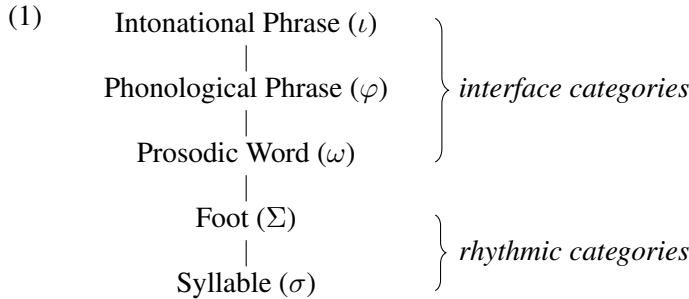 (1) Intonational Phrase (ι)
Phonological Phrase (φ)
interface categories
Prosodic Word (ω)
Foot (Σ)
rhythmic categories
Syllable (σ)